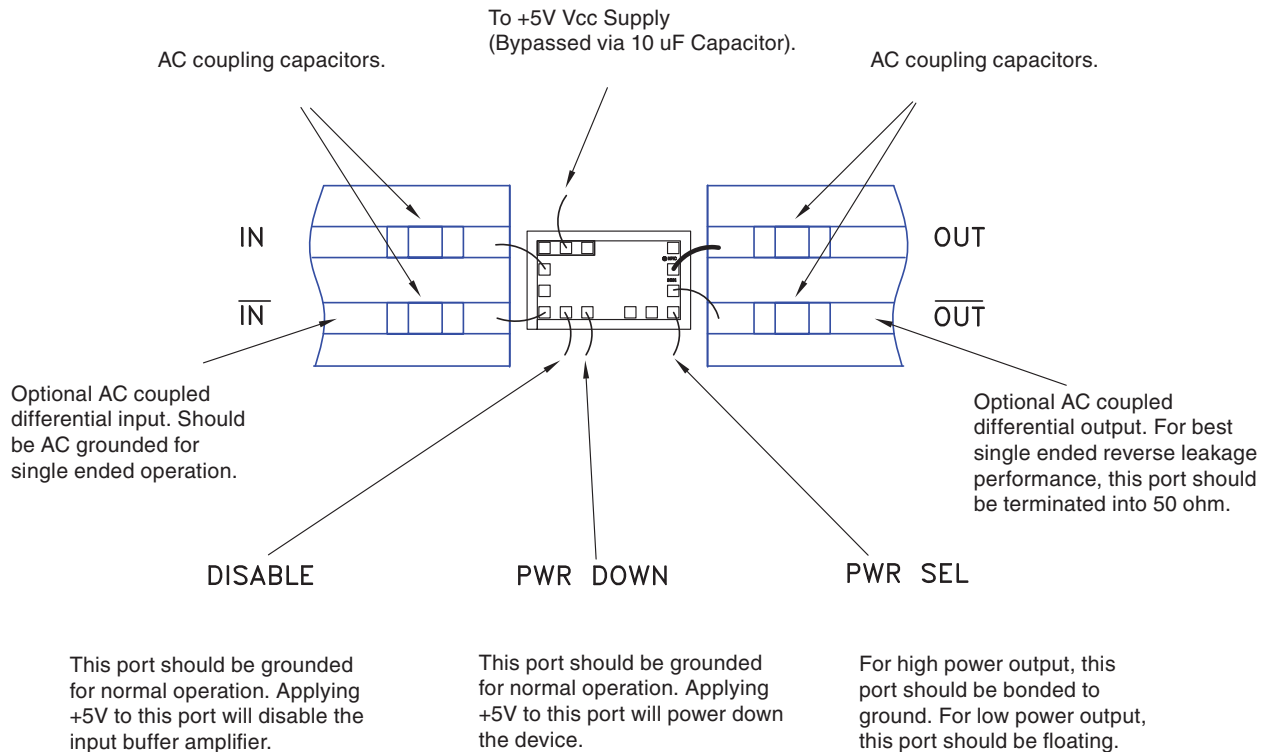 To +5V Vcc Supply
(Bypassed via 10 uF Capacitor).
AC coupling capacitors.
AC coupling capacitors.
IN
OUT
IN
OUT
Optional AC coupled
differential input. Should
be AC grounded for
single ended operation.
Optional AC coupled
differential output. For best
single ended reverse leakage
performance, this port should
be terminated into 50 ohm.
DISABLE
PWR DOWN
PWR SEL
This port should be grounded
for normal operation. Applying
+5V to this port will disable the
input buffer amplifier.
This port should be grounded
for normal operation. Applying
+5V to this port will power down
the device.
For high power output, this
port should be bonded to
ground. For low power output,
this port should be floating.